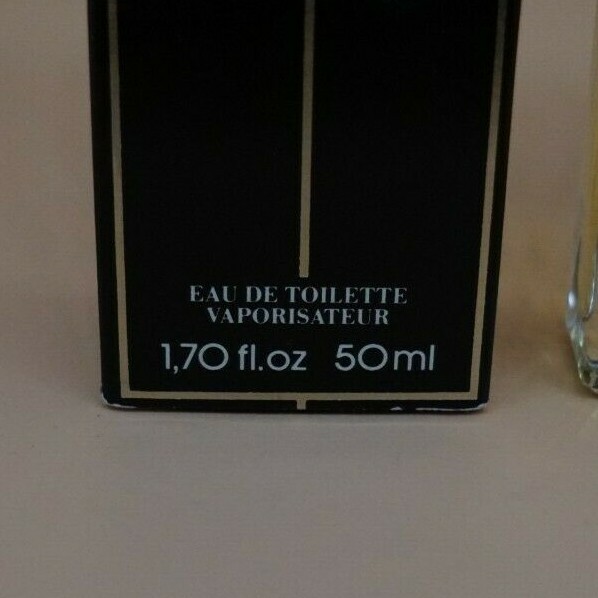 EAU DE TOILETTE
VAPORISATEUR
1,70 fl.oz 50ml